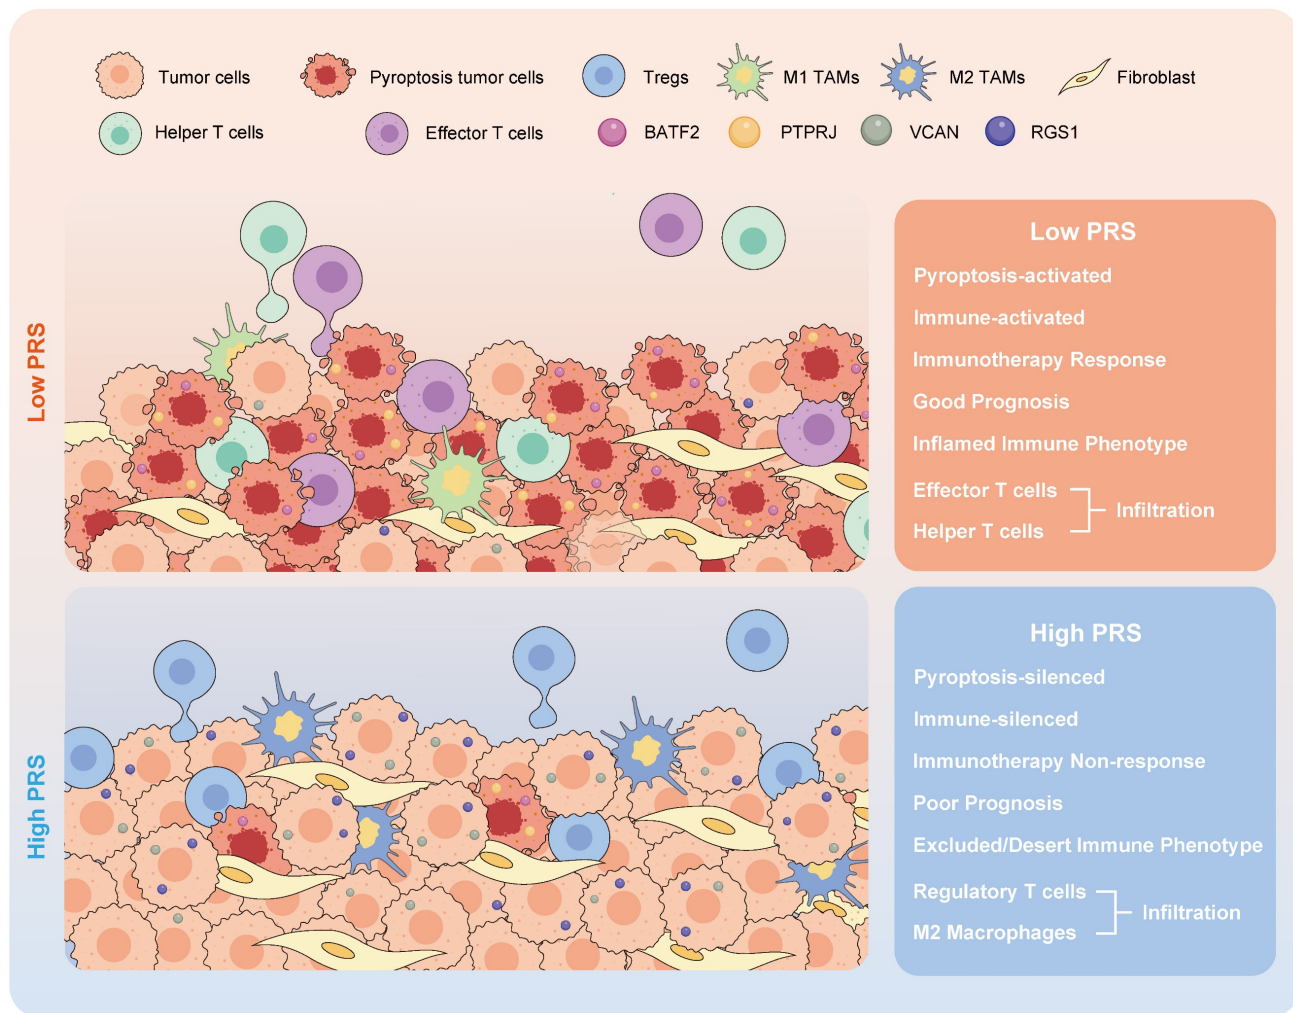 Tumor cells
Pyroptosis tumor cells
Tregs
M1 TAMs
M2 TAMs
Fibroblast
Helper T cells
Effector T cells
BATF2
PTPRJ
VCAN
RGS1
Low PRS
Low PRS
Pyroptosis-activated
Immune-activated
Immunotherapy Response
Good Prognosis
Inflamed Immune Phenotype
Effector T cells
Helper T cells
Infiltration
High PRS
High PRS
Pyroptosis-silenced
Immune-silenced
Immunotherapy Non-response
Poor Prognosis
Excluded/Desert Immune Phenotype
Regulatory T cells
M2 Macrophages
Infiltration